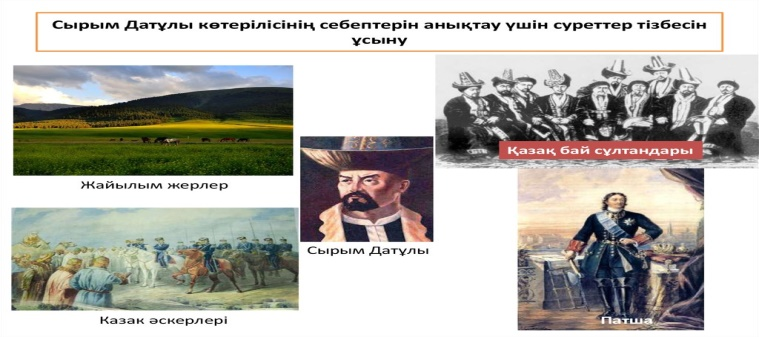 Сырым Датұлы көтерілісінің себептерін анықтау үшін суреттер тізбесін
ұсыну
Қазақ бай сұлтандары
Жайылым жерлер
Сырым Датұлы
Казак әскерлері
Патша